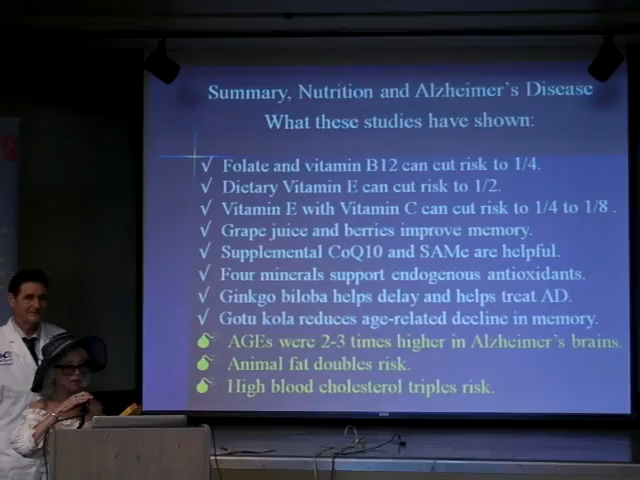 Summary, Nutrition and Alzheimer's Disease
What these studies have shown:
√ Folate and vitamin B12 can cut risk to 1/4.
√ Dietary Vitamin E can cut risk to 1/2.
√ Vitamin E with Vitamin C can cut risk to 1/4 to 1/8 .
√ Grape juice and berries improve memory.
√ Supplemental CoQ10 and SAMe are helpful.
√ Four minerals support endogenous antioxidants.
√ Ginkgo biloba helps delay and helps treat AD.
√ Gotu kola reduces age-related decline in memory.
💣 AGEs were 2-3 times higher in Alzheimer's brains.
💣 Animal fat doubles risk.
💣 High blood cholesterol triples risk.